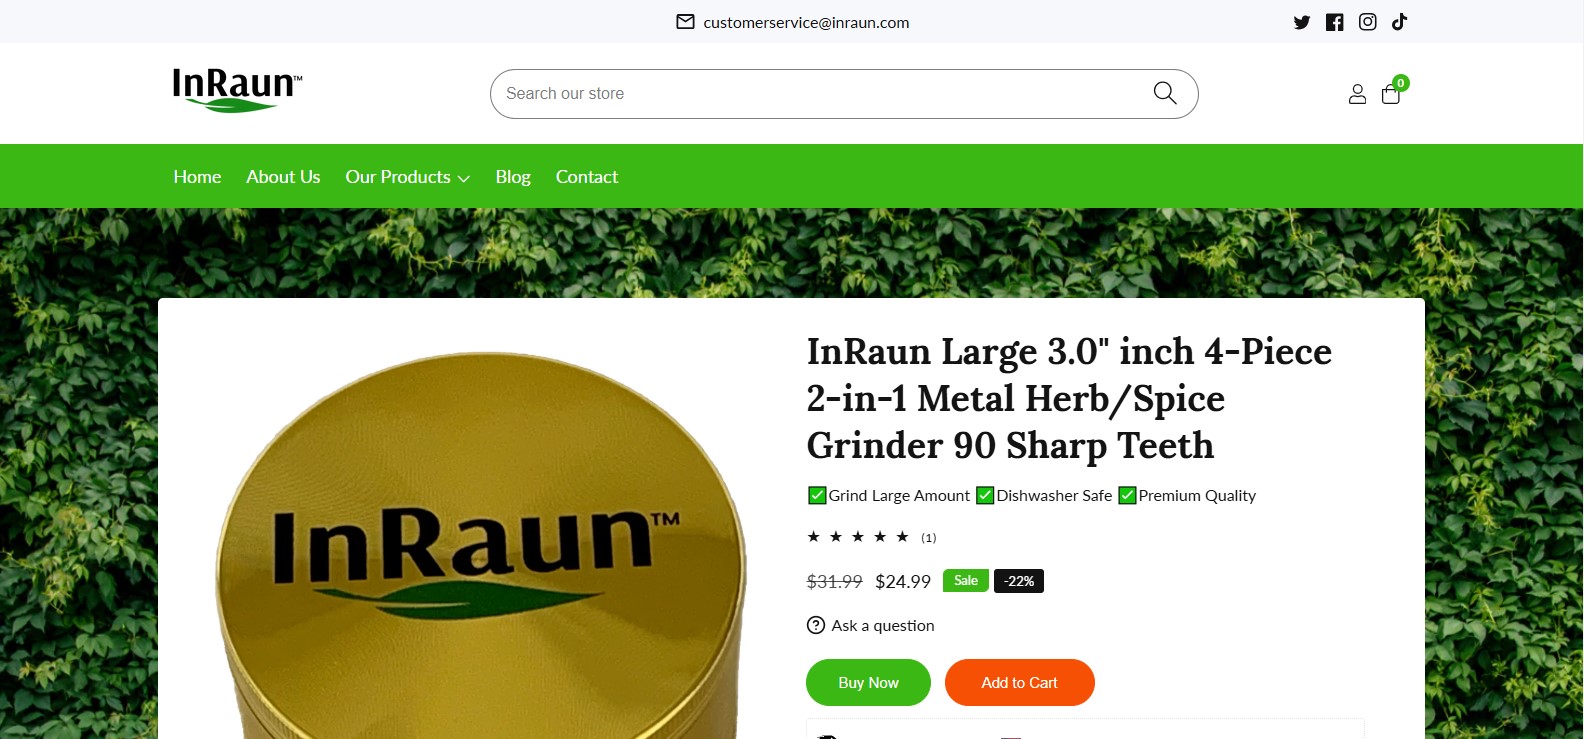 customerservice@inraun.com
InRaun™
Search our store
0
Home About Us Our Products Blog Contact
InRaun™
InRaun Large 3.0" inch 4-Piece
2-in-1 Metal Herb/Spice
Grinder 90 Sharp Teeth
✅Grind Large Amount ✅Dishwasher Safe ✅Premium Quality
★ ★ ★ ★ ★ (1)
$31.99 $24.99 Sale -22%
Ask a question
Buy Now Add to Cart